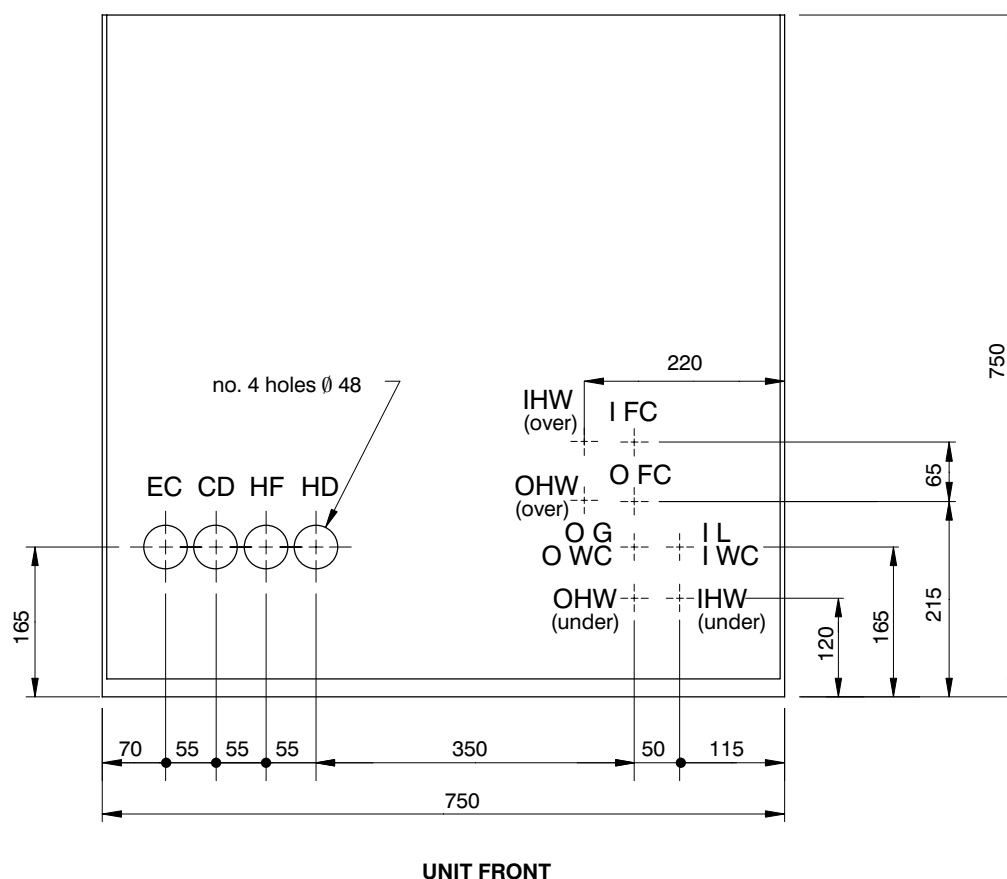 220
750
no. 4 holes Ø 48
IHW
(over)
I FC
65
EC CD HF HD
OHW
(over)
O FC
O G
O WC
I L
I WC
OHW
(under)
IHW
(under)
165
120
165
215
70 55 55 55 350 50 115
750
UNIT FRONT